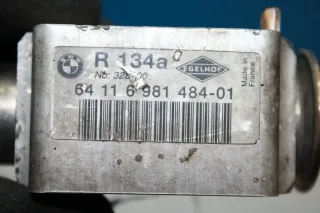 R 134a
EGELHOF
Made in
France
64 11 6 981 484-01